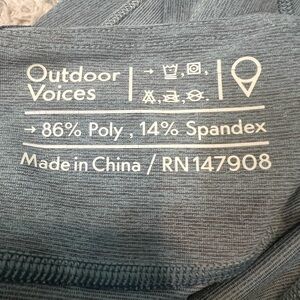 Outdoor
Voices
→ 86% Poly , 14% Spandex
Made in China / RN147908